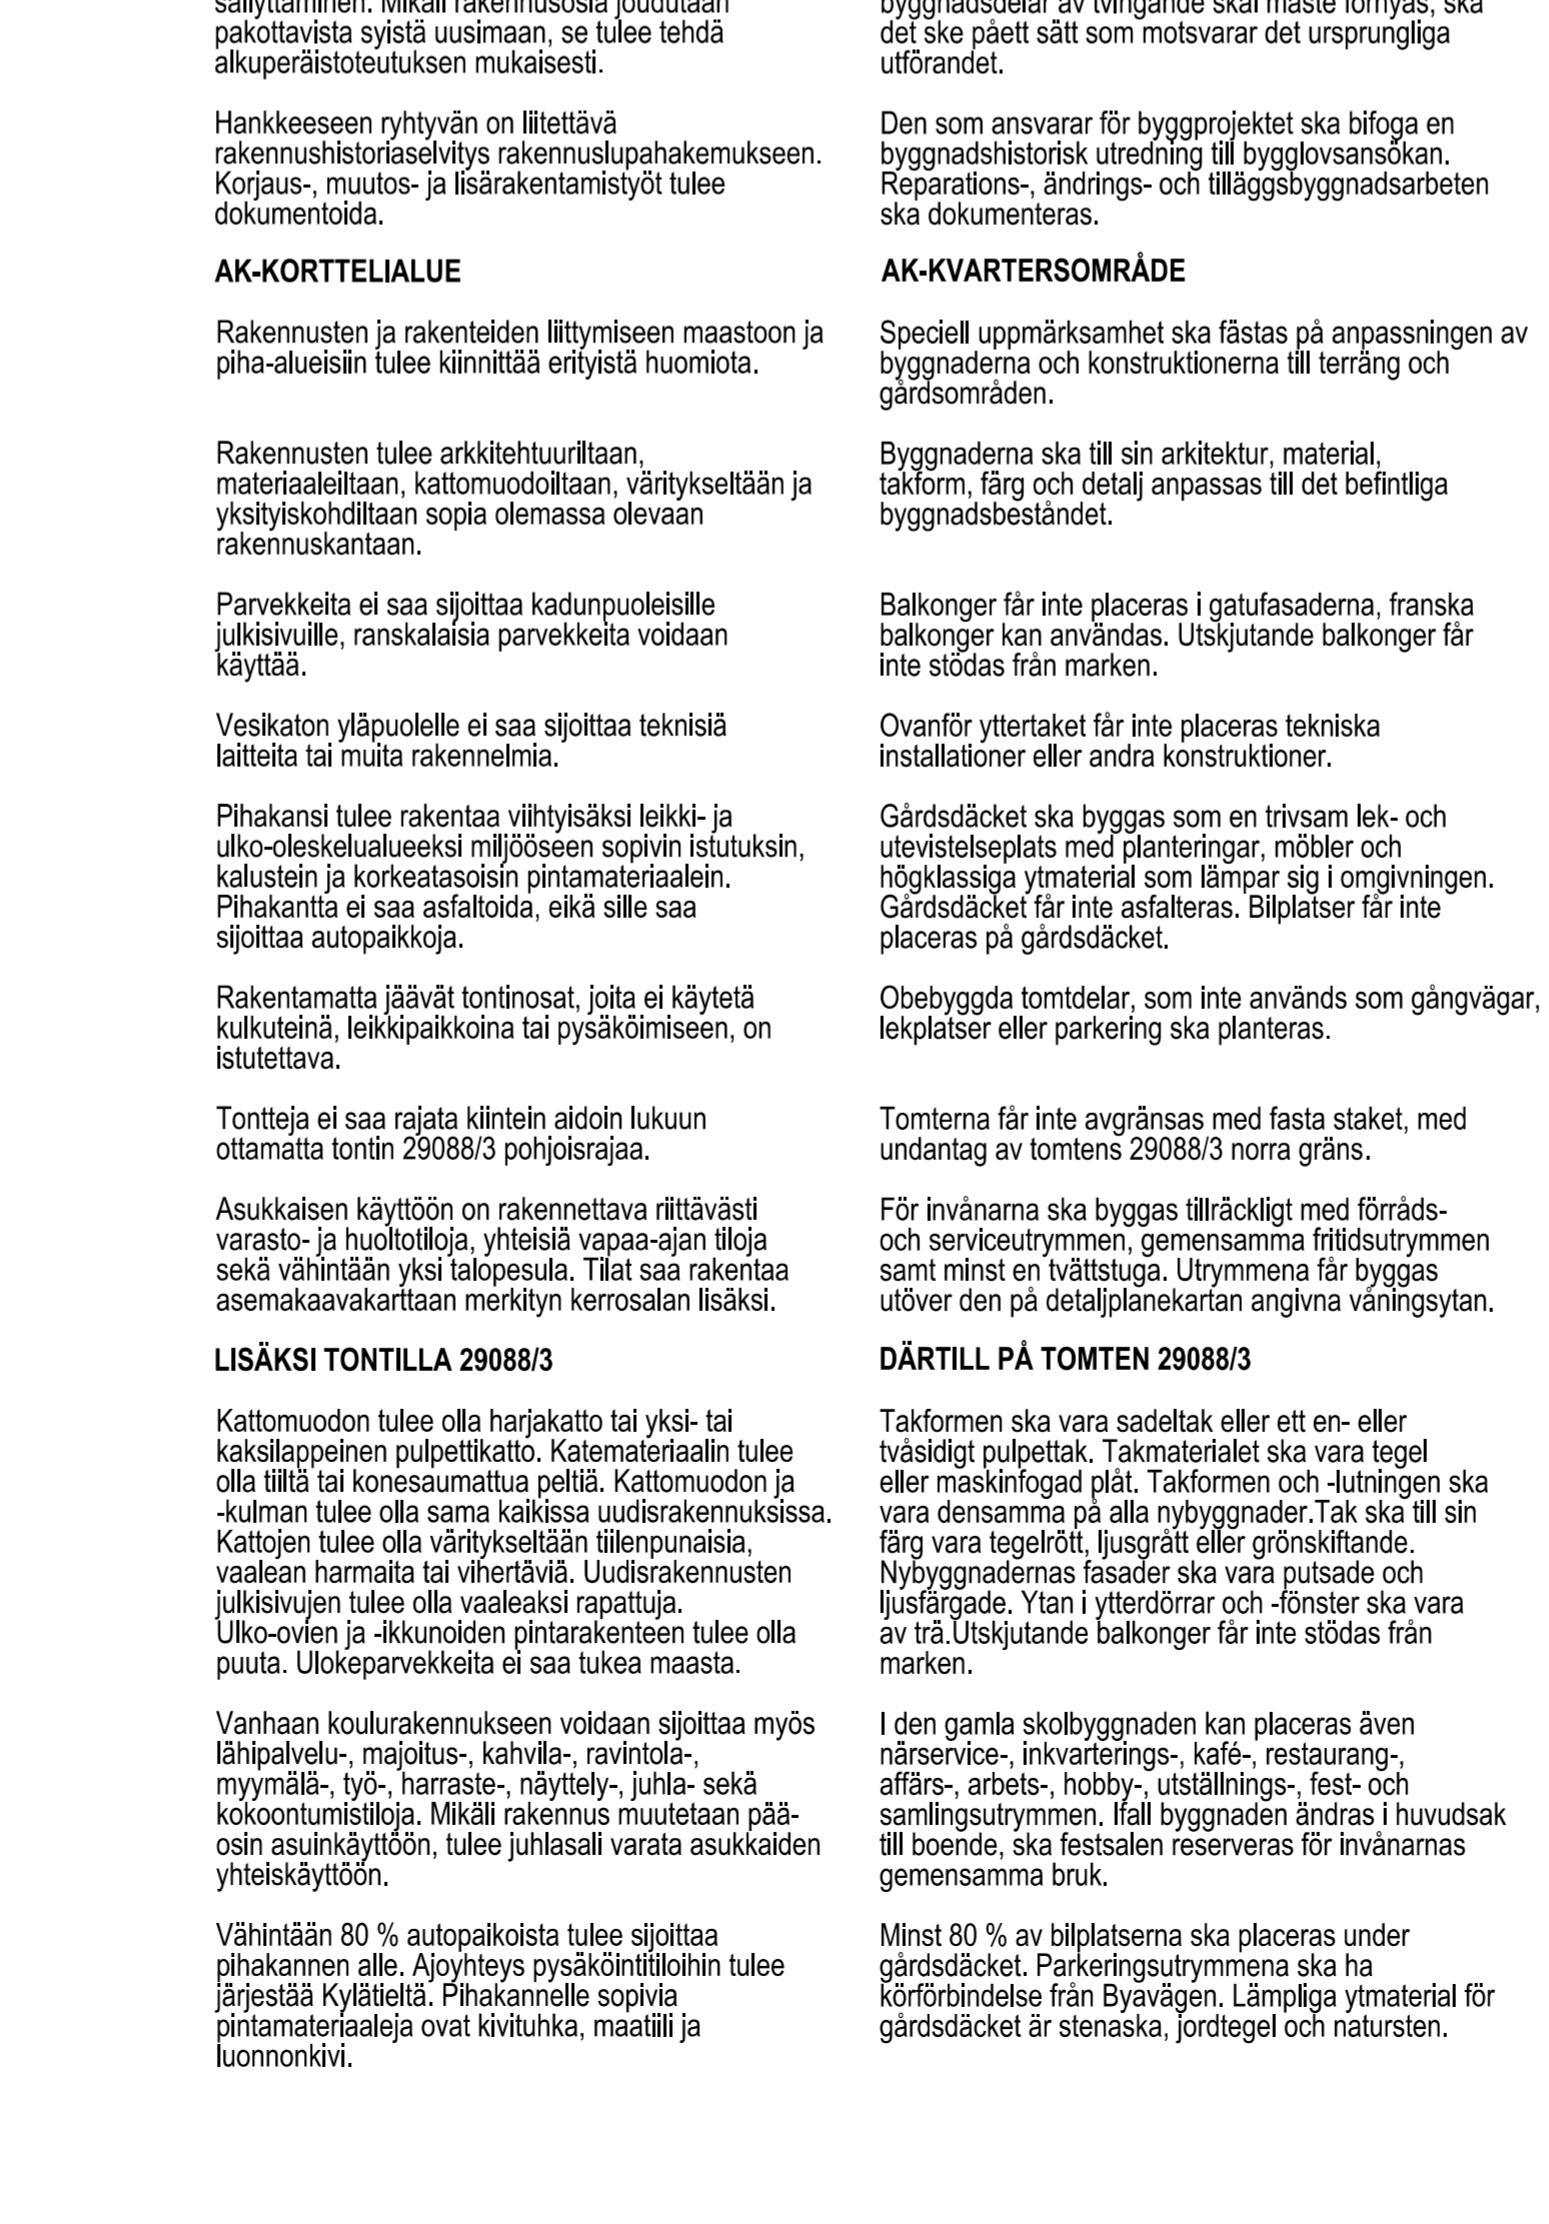 säilyttäminen. Mikäli rakennusosia joudutaan
pakottavista syistä uusimaan, se tulee tehdä
alkuperäistoteutuksen mukaisesti.
Hankkeeseen ryhtyvän on liitettävä
rakennushistoriaselvitys rakennuslupahakemukseen.
Korjaus-, muutos- ja lisärakentamistyöt tulee
dokumentoida.
AK-KORTTELIALUE
Rakennusten ja rakenteiden liittymiseen maastoon ja
piha-alueisiin tulee kiinnittää erityistä huomiota.
Rakennusten tulee arkkitehtuuriltaan,
materiaaleiltaan, kattomuodoiltaan, väritykseltään ja
yksityiskohdiltaan sopia olemassa olevaan
rakennuskantaan.
Parvekkeita ei saa sijoittaa kadunpuoleisille
julkisivuille, ranskalaisia parvekkeita voidaan
käyttää.
Vesikaton yläpuolelle ei saa sijoittaa teknisiä
laitteita tai muita rakennelmia.
Pihakansi tulee rakentaa viihtyisäksi leikki- ja
ulko-oleskelualueeksi miljööseen sopivin istutuksin,
kalustein ja korkeatasoisin pintamateriaalein.
Pihakantta ei saa asfaltoida, eikä sille saa
sijoittaa autopaikkoja.
Rakentamatta jäävät tontinosat, joita ei käytetä
kulkuteinä, leikkipaikkoina tai pysäköimiseen, on
istutettava.
Tontteja ei saa rajata kiintein aidoin lukuun
ottamatta tontin 29088/3 pohjoisrajaa.
Asukkaisen käyttöön on rakennettava riittävästi
varasto- ja huoltotiloja, yhteisiä vapaa-ajan tiloja
sekä vähintään yksi talopesula. Tilat saa rakentaa
asemakaavakarttaan merkityn kerrosalan lisäksi.
LISÄKSI TONTILLA 29088/3
Kattomuodon tulee olla harjakatto tai yksi- tai
kaksilappeinen pulpettikatto. Katemateriaalin tulee
olla tiiltä tai konesaumattua peltiä. Kattomuodon ja
-kulman tulee olla sama kaikissa uudisrakennuksissa.
Kattojen tulee olla väritykseltään tiilenpunaisia,
vaalean harmaita tai vihertäviä. Uudisrakennusten
julkisivujen tulee olla vaaleaksi rapattuja.
Ulko-ovien ja -ikkunoiden pintarakenteen tulee olla
puuta. Ulokeparvekkeita ei saa tukea maasta.
Vanhaan koulurakennukseen voidaan sijoittaa myös
lähipalvelu-, majoitus-, kahvila-, ravintola-,
myymälä-, työ-, harraste-, näyttely-, juhla- sekä
kokoontumistiloja. Mikäli rakennus muutetaan pää-
osin asuinkäyttöön, tulee juhlasali varata asukkaiden
yhteiskäyttöön.
Vähintään 80 % autopaikoista tulee sijoittaa
pihakannen alle. Ajoyhteys pysäköintitiloihin tulee
järjestää Kylätieltä. Pihakannelle sopivia
pintamateriaaleja ovat kivituhka, maatiili ja
luonnonkivi.
byggnadsdelar av tvingande skäl måste förnyas, ska
det ske påett sätt som motsvarar det ursprungliga
utförandet.
Den som ansvarar för byggprojektet ska bifoga en
byggnadshistorisk utredning till bygglovsansökan.
Reparations-, ändrings- och tilläggsbyggnadsarbeten
ska dokumenteras.
AK-KVARTERSOMRÅDE
Speciell uppmärksamhet ska fästas på anpassningen av
byggnaderna och konstruktionerna till terräng och
gårdsområden.
Byggnaderna ska till sin arkitektur, material,
takform, färg och detalj anpassas till det befintliga
byggnadsbeståndet.
Balkonger får inte placeras i gatufasaderna, franska
balkonger kan användas. Utskjutande balkonger får
inte stödas från marken.
Ovanför yttertaket får inte placeras tekniska
installationer eller andra konstruktioner.
Gårdsdäcket ska byggas som en trivsam lek- och
utevistelseplats med planteringar, möbler och
högklassiga ytmaterial som lämpar sig i omgivningen.
Gårdsdäcket får inte asfalteras. Bilplatser får inte
placeras på gårdsdäcket.
Obebyggda tomtdelar, som inte används som gångvägar,
lekplatser eller parkering ska planteras.
Tomterna får inte avgränsas med fasta staket, med
undantag av tomtens 29088/3 norra gräns.
För invånarna ska byggas tillräckligt med förråds-
och serviceutrymmen, gemensamma fritidsutrymmen
samt minst en tvättstuga. Utrymmena får byggas
utöver den på detaljplanekartan angivna våningsytan.
DÄRTILL PÅ TOMTEN 29088/3
Takformen ska vara sadeltak eller ett en- eller
tvåsidigt pulpettak. Takmaterialet ska vara tegel
eller maskinfogad plåt. Takformen och -lutningen ska
vara densamma på alla nybyggnader.Tak ska till sin
färg vara tegelrött, ljusgrått eller grönskiftande.
Nybyggnadernas fasader ska vara putsade och
ljusfärgade. Ytan i ytterdörrar och -fönster ska vara
av trä.Utskjutande balkonger får inte stödas från
marken.
I den gamla skolbyggnaden kan placeras även
närservice-, inkvarterings-, kafé-, restaurang-,
affärs-, arbets-, hobby-, utställnings-, fest- och
samlingsutrymmen. Ifall byggnaden ändras i huvudsak
till boende, ska festsalen reserveras för invånarnas
gemensamma bruk.
Minst 80 % av bilplatserna ska placeras under
gårdsdäcket. Parkeringsutrymmena ska ha
körförbindelse från Byavägen. Lämpliga ytmaterial för
gårdsdäcket är stenaska, jordtegel och natursten.